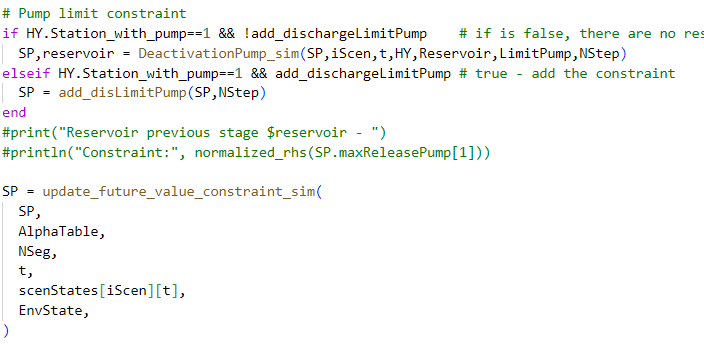 # Pump limit constraint
if HY.Station_with_pump==1 && !add_dischargeLimitPump    # if is false, there are no res
  SP,reservoir = DeactivationPump_sim(SP,iScen,t,HY,Reservoir,LimitPump,NStep)
elseif HY.Station_with_pump==1 && add_dischargeLimitPump # true - add the constraint
  SP = add_disLimitPump(SP,NStep)
end
#print("Reservoir previous stage $reservoir - ")
#println("Constraint:", normalized_rhs(SP.maxReleasePump[1]))

SP = update_future_value_constraint_sim(
  SP,
  AlphaTable,
  NSeg,
  t,
  scenStates[iScen][t],
  EnvState,
)